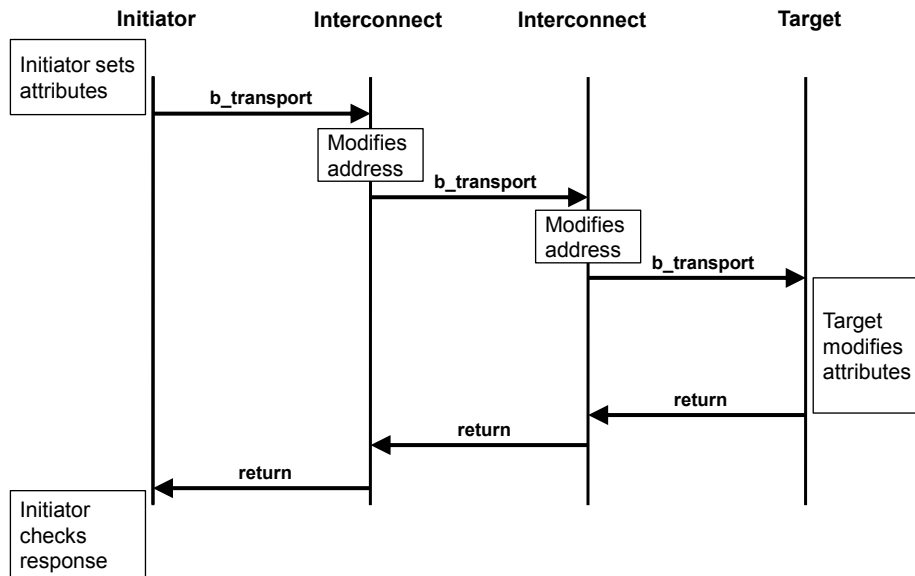 Initiator
Interconnect
Interconnect
Target
Initiator sets
attributes
b_transport
Modifies
address
b_transport
Modifies
address
b_transport
Target
modifies
attributes
return
return
return
Initiator
checks
response